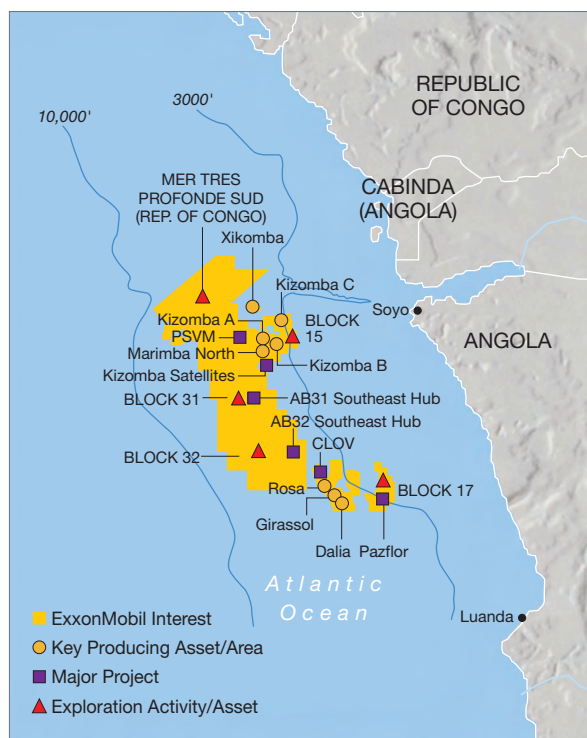 REPUBLIC
OF CONGO
3000'
10,000'
CABINDA
(ANGOLA)
MER TRES
PROFONDE SUD
(REP. OF CONGO)
Xikomba
Kizomba C
Soyo
Kizomba A
BLOCK
15
ANGOLA
PSVM
Marimba North
Kizomba B
Kizomba Satellites
BLOCK 31
AB31 Southeast Hub
AB32 Southeast Hub
CLOV
BLOCK 32
Rosa
BLOCK 17
Girassol
Dalia
Pazflor
Atlantic
Ocean
Luanda
ExxonMobil Interest
Key Producing Asset/Area
Major Project
Exploration Activity/Asset